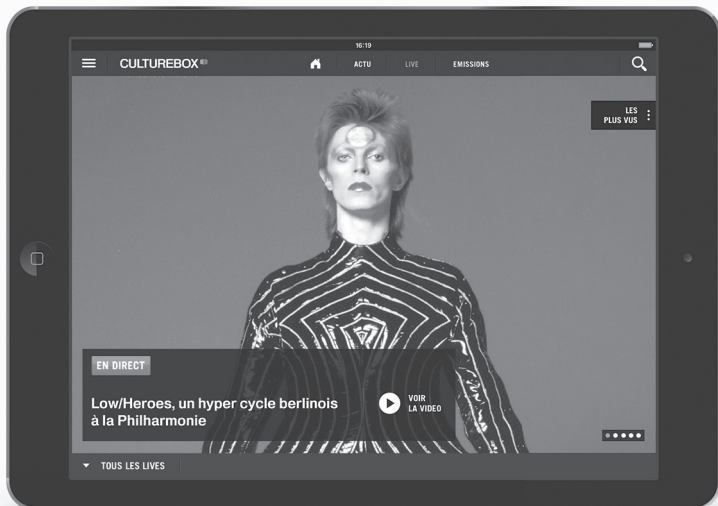 16:19
CULTUREBOX
ACTU
LIVE
EMISSIONS
LES
PLUS VUS
EN DIRECT
Low/Heroes, un hyper cycle berlinois
à la Philharmonie
VOIR
LA VIDEO
TOUS LES LIVES